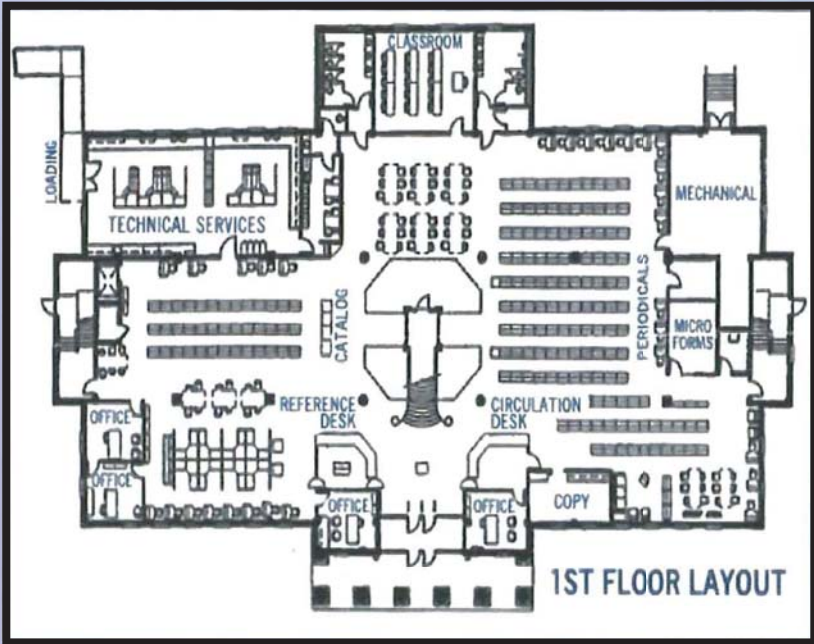 CLASSROOM
LOADING
TECHNICAL SERVICES
MECHANICAL
CATALOG
PERIODICALS
MICRO
FORMS
OFFICE
REFERENCE
DESK
CIRCULATION
DESK
OFFICE
OFFICE
OFFICE
COPY
1ST FLOOR LAYOUT